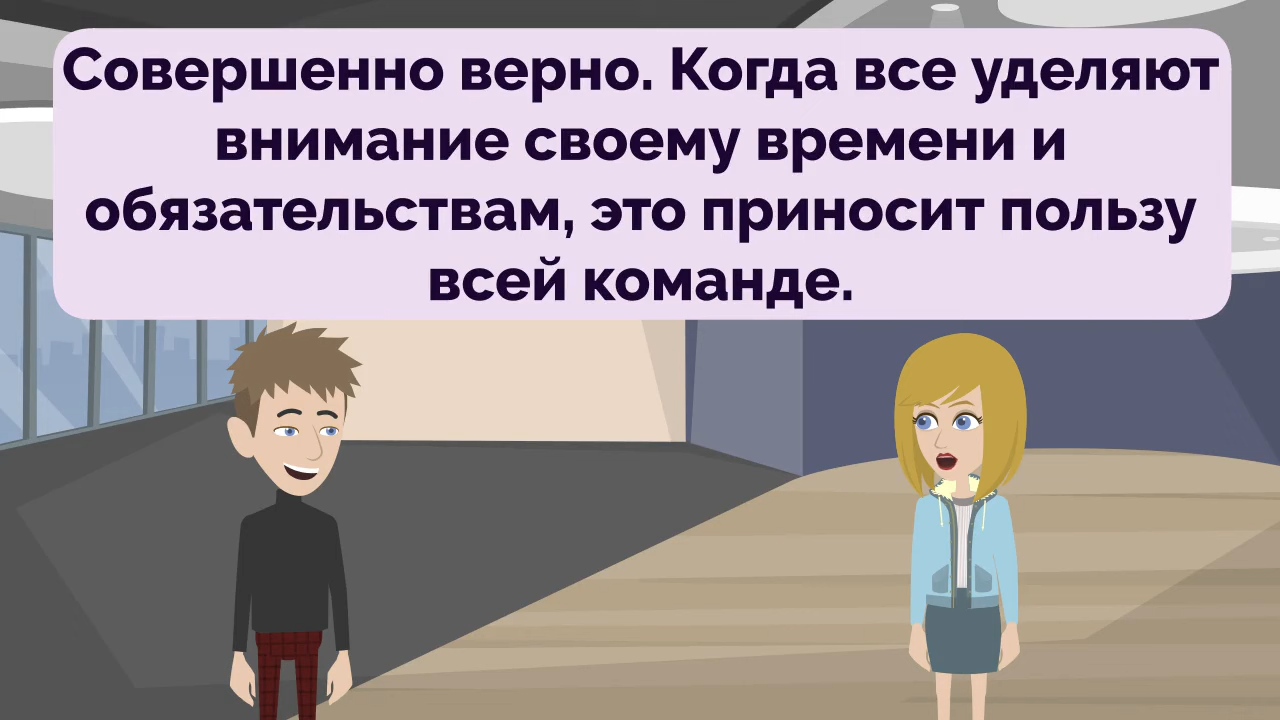 Совершенно верно. Когда все уделяют
внимание своему времени и
обязательствам, это приносит пользу
всей команде.